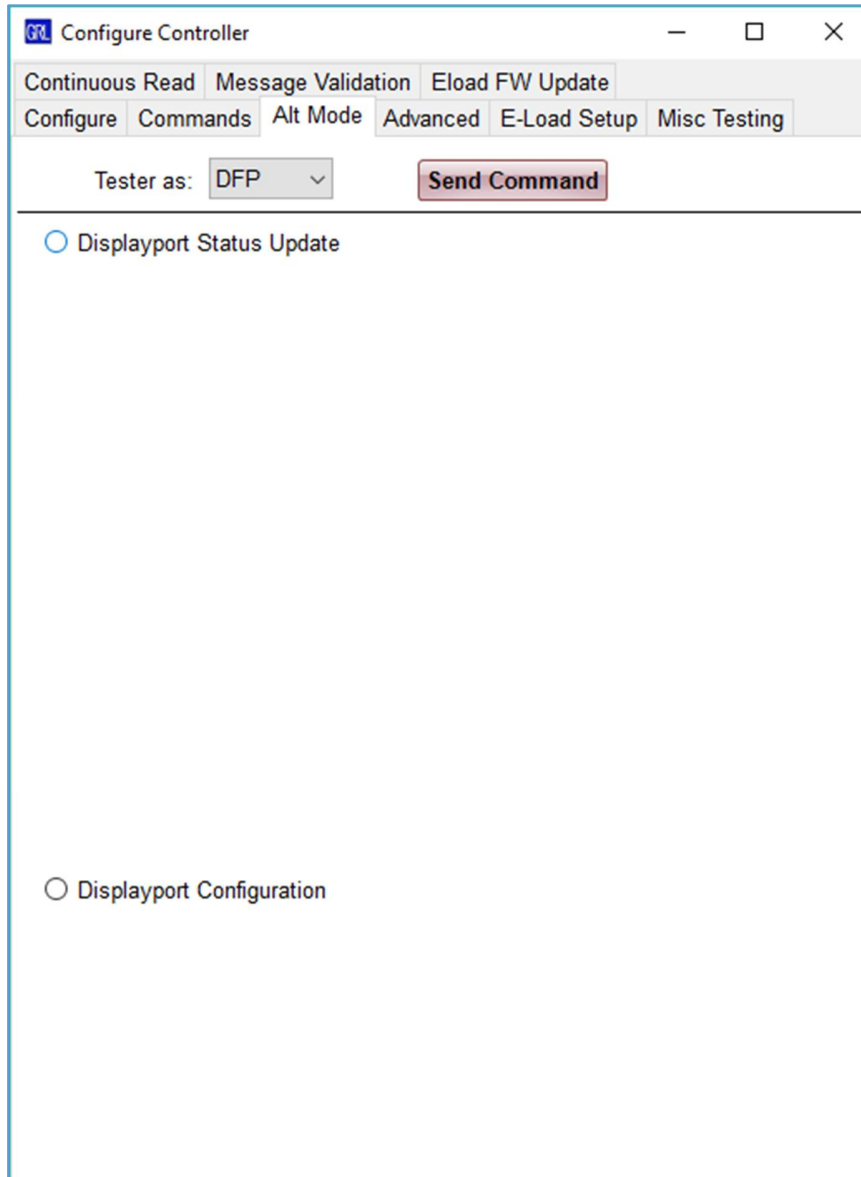 GRL Configure Controller
Continuous Read Message Validation Eload FW Update
Configure Commands Alt Mode Advanced E-Load Setup Misc Testing
Tester as: DFP Send Command
Displayport Status Update
Displayport Configuration